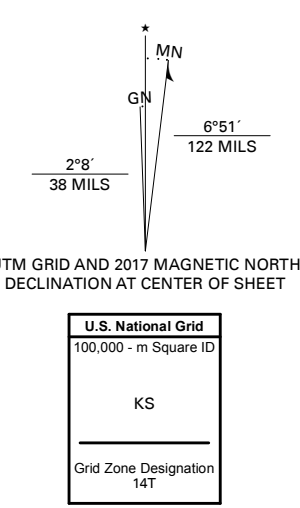 ★
MN
GN
6°51´
122 MILS
2°8´
38 MILS
UTM GRID AND 2017 MAGNETIC NORTH
DECLINATION AT CENTER OF SHEET
U.S. National Grid
100,000 - m Square ID
KS
Grid Zone Designation
14T